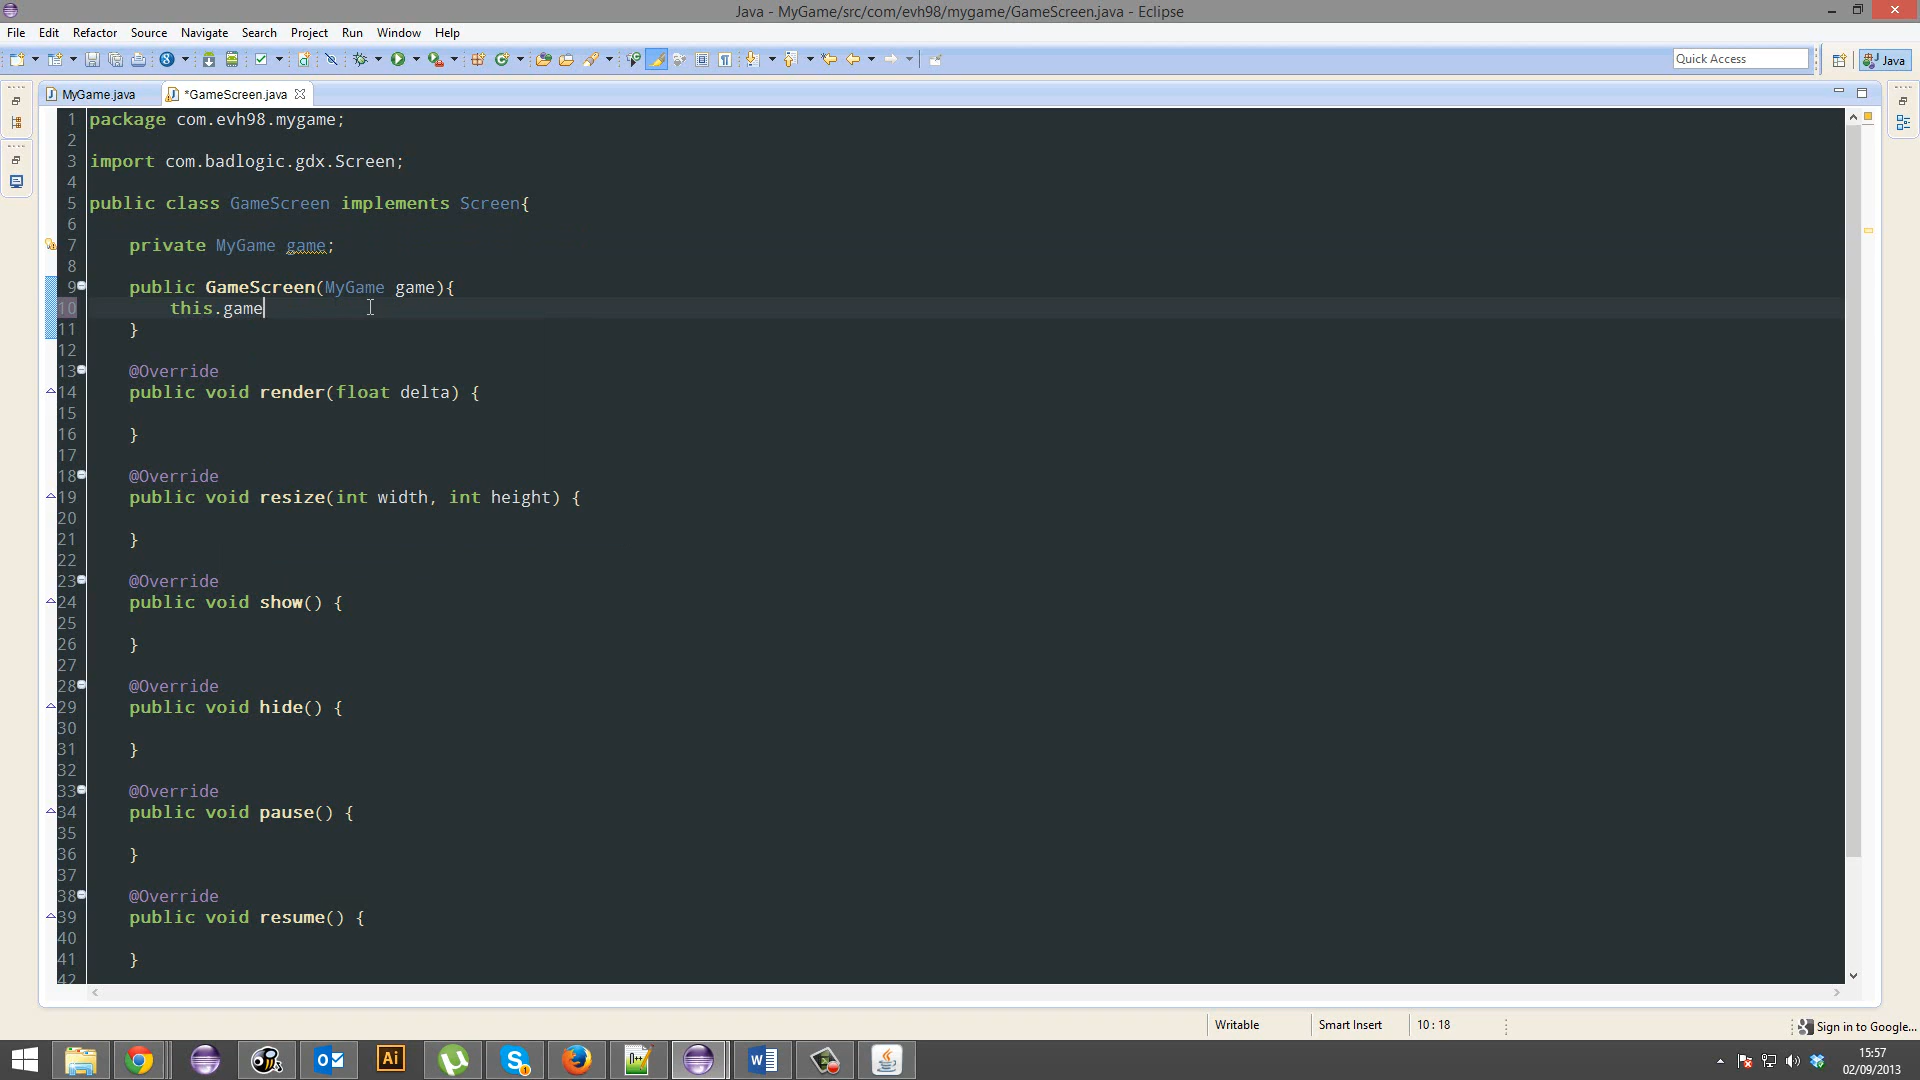 Java - MyGame/src/com/evh98/mygame/GameScreen.java - Eclipse
File Edit Refactor Source Navigate Search Project Run Window Help
Quick Access
Java
MyGame.java
*GameScreen.java
1 package com.evh98.mygame;
2
3 import com.badlogic.gdx.Screen;
4
5 public class GameScreen implements Screen{
6
7 private MyGame game;
8
9 public GameScreen(MyGame game){
10 this.game
11 }
12
13 @Override
14 public void render(float delta) {
15
16 }
17
18 @Override
19 public void resize(int width, int height) {
20
21 }
22
23 @Override
24 public void show() {
25
26 }
27
28 @Override
29 public void hide() {
30
31 }
32
33 @Override
34 public void pause() {
35
36 }
37
38 @Override
39 public void resume() {
40
41 }
42
Writable
Smart Insert
10 : 18
Sign in to Google...
Ai
15:57
02/09/2013